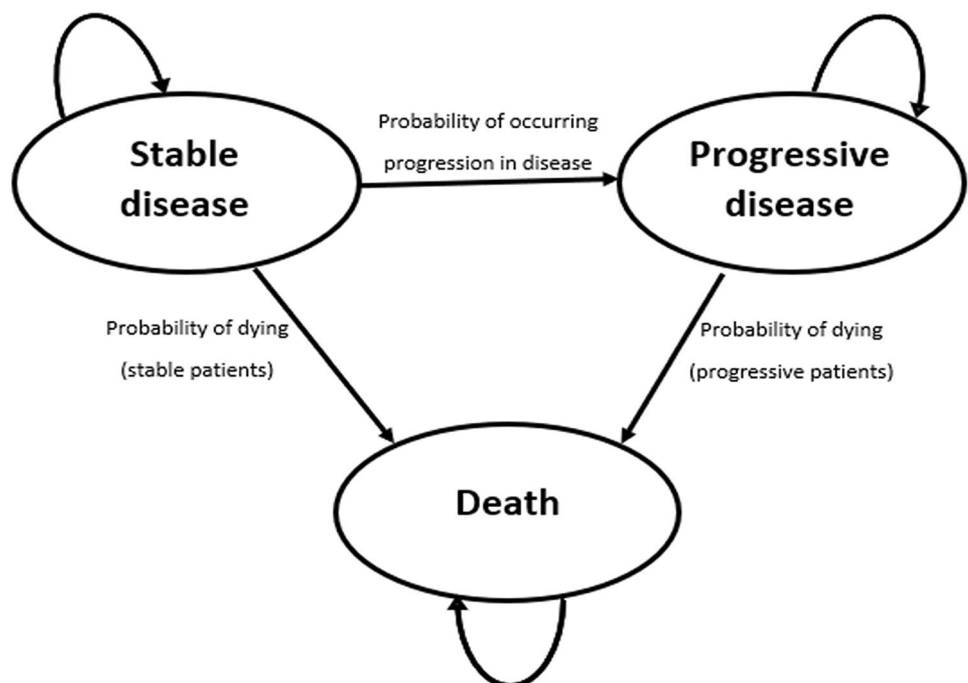 Stable
disease
Probability of occurring
progression in disease
Progressive
disease
Probability of dying
(stable patients)
Probability of dying
(progressive patients)
Death